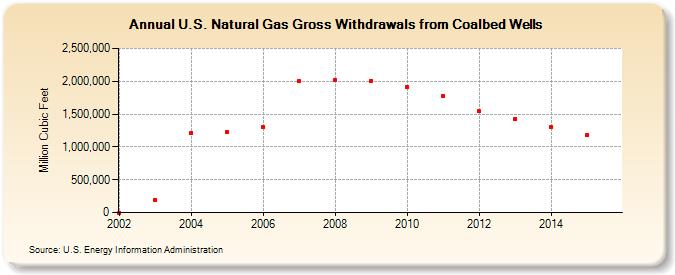 Annual U.S. Natural Gas Gross Withdrawals from Coalbed Wells
Million Cubic Feet
2,500,000
2,000,000
1,500,000
1,000,000
500,000
0
2002 2004 2006 2008 2010 2012 2014
Source: U.S. Energy Information Administration